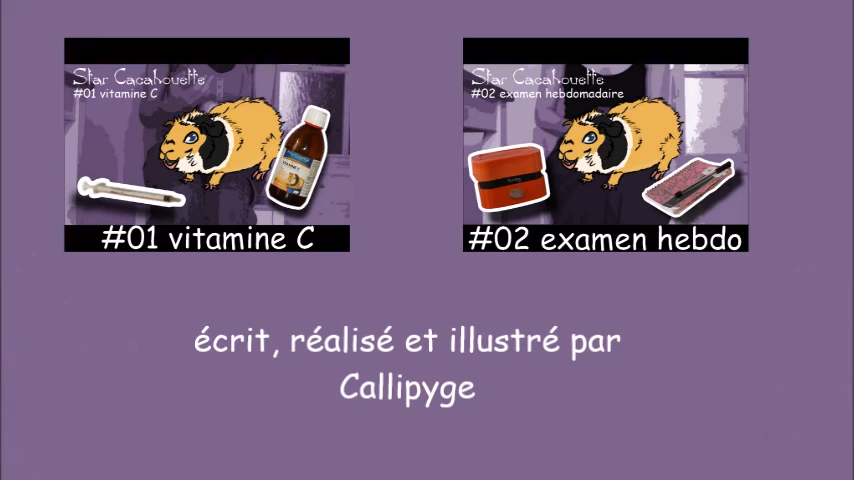 Star Cacahouette
#01 vitamine C
VITAMINE C
#01 vitamine C
Star Cacahouette
#02 examen hebdomadaire
#02 examen hebdo
écrit, réalisé et illustré par
Callipyge